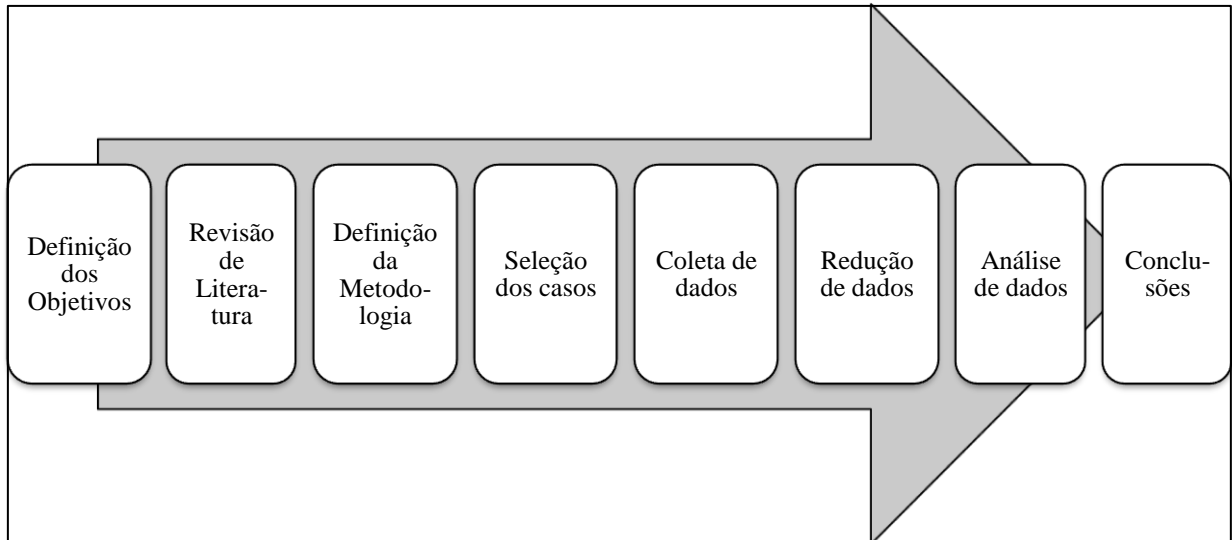 Definição
dos
Objetivos
Revisão
de
Litera-
tura
Definição
da
Metodo-
logia
Seleção
dos casos
Coleta de
dados
Redução
de dados
Análise
de dados
Conclu-
sões